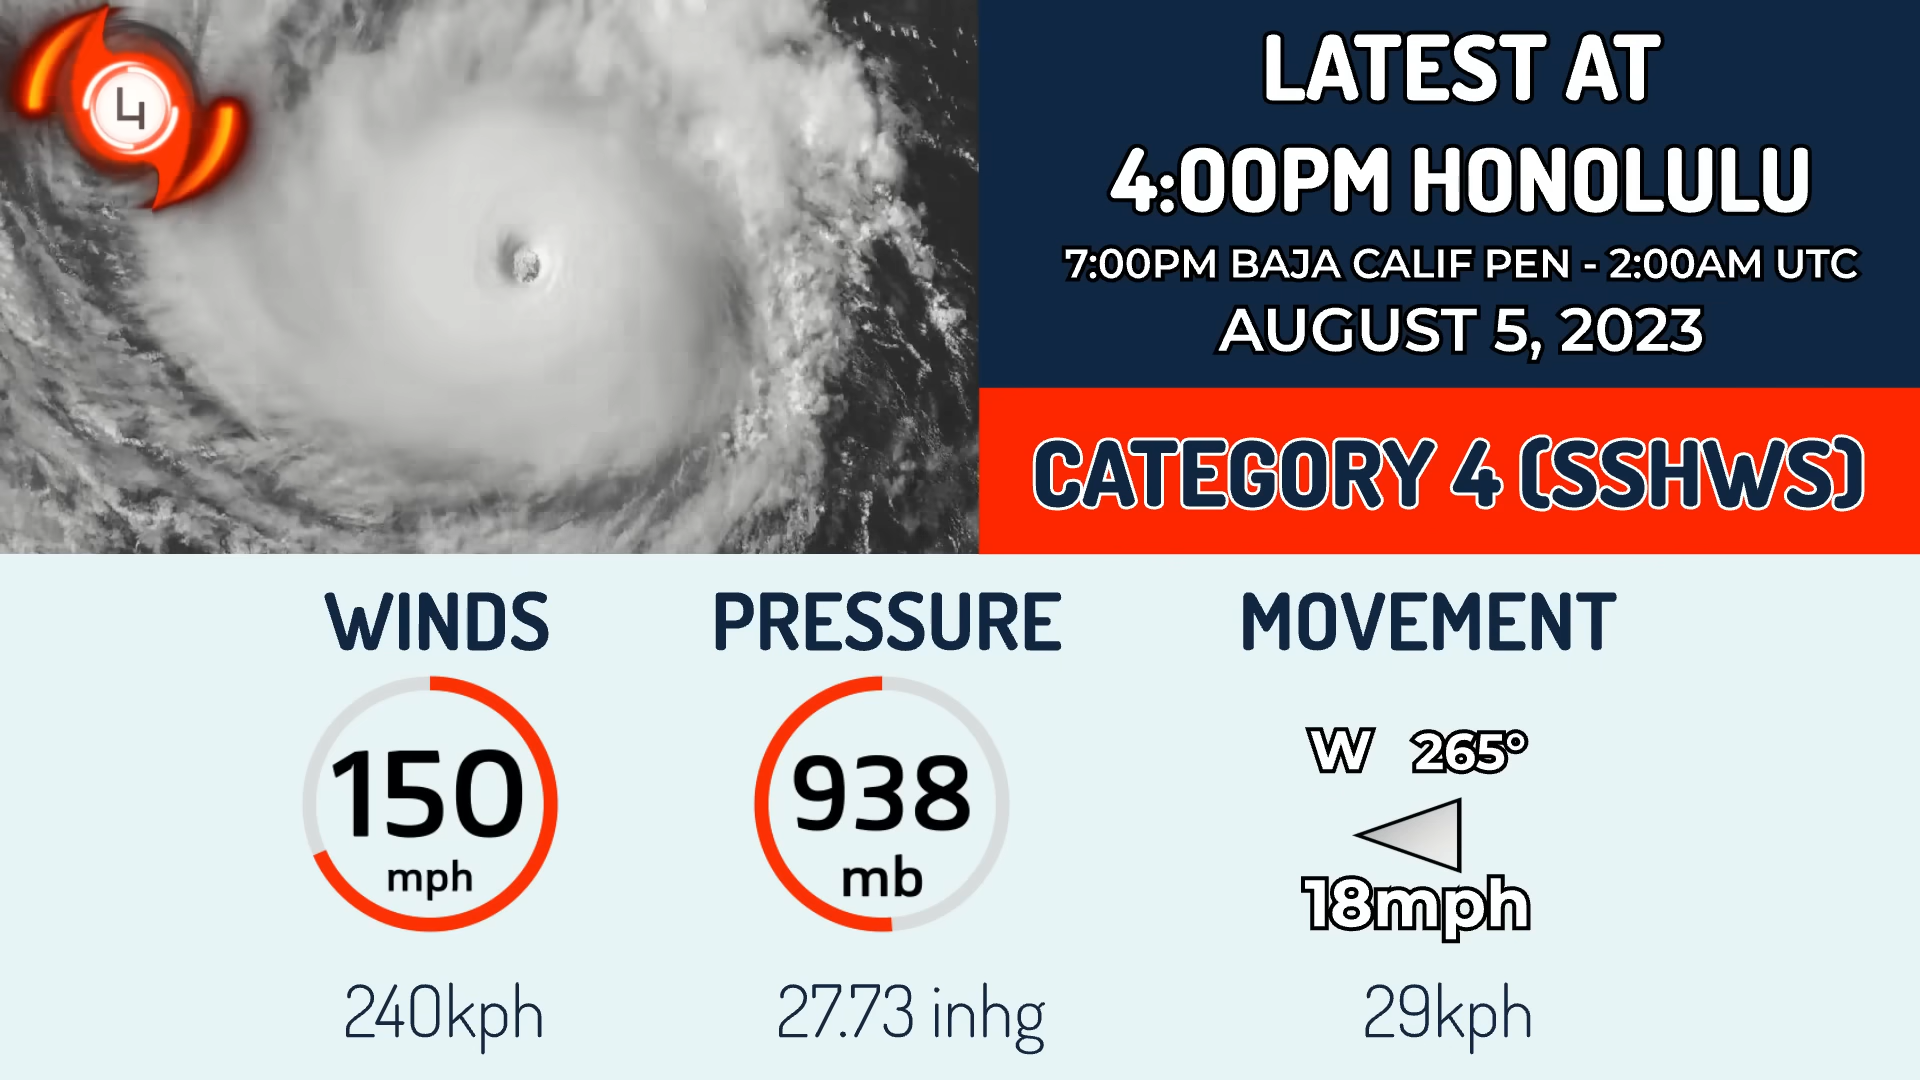 4
LATEST AT
4:00PM HONOLULU
7:00PM BAJA CALIF PEN - 2:00AM UTC
AUGUST 5, 2023
CATEGORY 4 (SSHWS)
WINDS
150
mph
240kph
PRESSURE
938
mb
27.73 inhg
MOVEMENT
W 265°
18mph
29kph